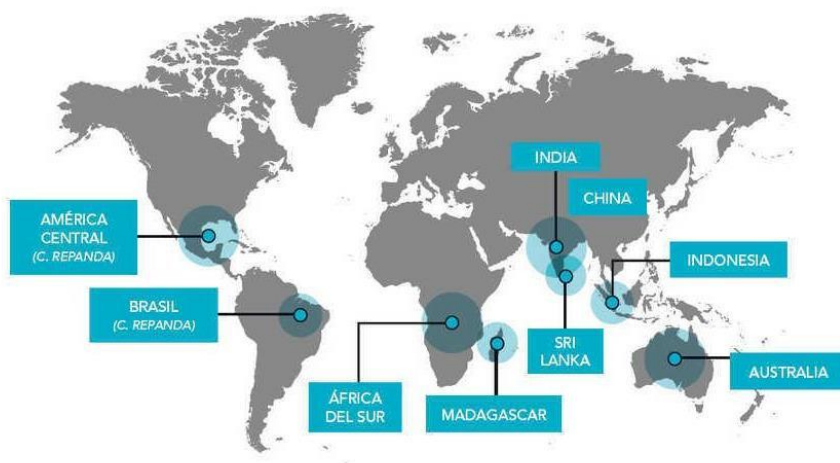 INDIA
CHINA
AMÉRICA
CENTRAL
(C. REPANDA)
INDONESIA
BRASIL
(C. REPANDA)
SRI
LANKA
AUSTRALIA
ÁFRICA
DEL SUR
MADAGASCAR